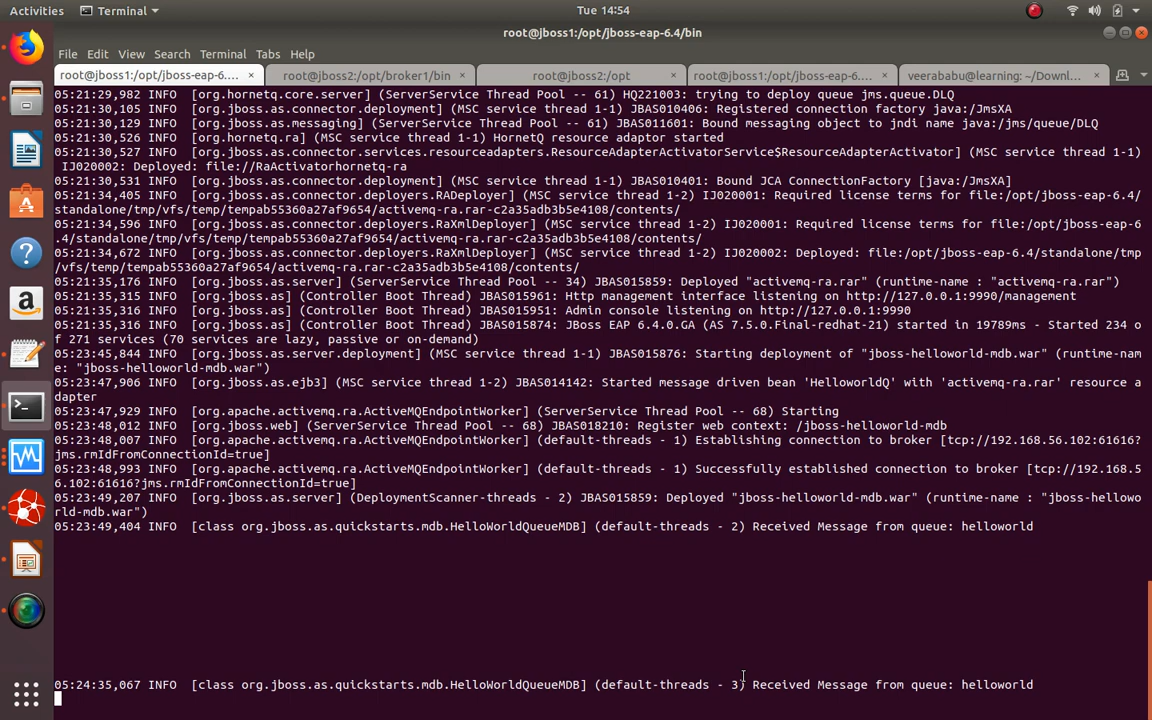 Activities Terminal Tue 14:54
root@jboss1:/opt/jboss-eap-6.4/bin
File Edit View Search Terminal Tabs Help
root@jboss1:/opt/jboss-eap-6.... × root@jboss2:/opt/broker1/bin × root@jboss2:/opt × root@jboss1:/opt/jboss-eap-6.... × veerababu@learning: ~/Downl... ×
05:21:29,982 INFO [org.hornetq.core.server] (ServerService Thread Pool -- 61) HQ221003: trying to deploy queue jms.queue.DLQ
05:21:30,105 INFO [org.jboss.as.connector.deployment] (MSC service thread 1-1) JBAS010406: Registered connection factory java:/JmsXA
05:21:30,129 INFO [org.jboss.as.messaging] (ServerService Thread Pool -- 61) JBAS011601: Bound messaging object to jndi name java:/jms/queue/DLQ
05:21:30,526 INFO [org.hornetq.ra] (MSC service thread 1-1) HornetQ resource adaptor started
05:21:30,527 INFO [org.jboss.as.connector.services.resourceadapters.ResourceAdapterActivatorService$ResourceAdapterActivator] (MSC service thread 1-1)
IJ020002: Deployed: file://RaActivatorhornetq-ra
05:21:30,531 INFO [org.jboss.as.connector.deployment] (MSC service thread 1-1) JBAS010401: Bound JCA ConnectionFactory [java:/JmsXA]
05:21:34,405 INFO [org.jboss.as.connector.deployers.RADeployer] (MSC service thread 1-2) IJ020001: Required license terms for file:/opt/jboss-eap-6.4/
standalone/tmp/vfs/temp/tempab55360a27af9654/activemq-ra.rar-c2a35adb3b5e4108/contents/
05:21:34,596 INFO [org.jboss.as.connector.deployers.RaXmlDeployer] (MSC service thread 1-2) IJ020001: Required license terms for file:/opt/jboss-eap-6
.4/standalone/tmp/vfs/temp/tempab55360a27af9654/activemq-ra.rar-c2a35adb3b5e4108/contents/
05:21:34,672 INFO [org.jboss.as.connector.deployers.RaXmlDeployer] (MSC service thread 1-2) IJ020002: Deployed: file:/opt/jboss-eap-6.4/standalone/tmp
/vfs/temp/tempab55360a27af9654/activemq-ra.rar-c2a35adb3b5e4108/contents/
05:21:35,176 INFO [org.jboss.as.server] (ServerService Thread Pool -- 34) JBAS015859: Deployed "activemq-ra.rar" (runtime-name : "activemq-ra.rar")
05:21:35,315 INFO [org.jboss.as] (Controller Boot Thread) JBAS015961: Http management interface listening on http://127.0.0.1:9990/management
05:21:35,316 INFO [org.jboss.as] (Controller Boot Thread) JBAS015951: Admin console listening on http://127.0.0.1:9990
05:21:35,316 INFO [org.jboss.as] (Controller Boot Thread) JBAS015874: JBoss EAP 6.4.0.GA (AS 7.5.0.Final-redhat-21) started in 19789ms - Started 234 o
f 271 services (70 services are lazy, passive or on-demand)
05:23:45,844 INFO [org.jboss.as.server.deployment] (MSC service thread 1-1) JBAS015876: Starting deployment of "jboss-helloworld-mdb.war" (runtime-nam
e: "jboss-helloworld-mdb.war")
05:23:47,906 INFO [org.jboss.as.ejb3] (MSC service thread 1-2) JBAS014142: Started message driven bean 'HelloworldQ' with 'activemq-ra.rar' resource a
dapter
05:23:47,929 INFO [org.apache.activemq.ra.ActiveMQEndpointWorker] (ServerService Thread Pool -- 68) Starting
05:23:48,012 INFO [org.jboss.web] (ServerService Thread Pool -- 68) JBAS018210: Register web context: /jboss-helloworld-mdb
05:23:48,007 INFO [org.apache.activemq.ra.ActiveMQEndpointWorker] (default-threads - 1) Establishing connection to broker [tcp://192.168.56.102:61616?
jms.rmIdFromConnectionId=true]
05:23:48,993 INFO [org.apache.activemq.ra.ActiveMQEndpointWorker] (default-threads - 1) Successfully established connection to broker [tcp://192.168.5
6.102:61616?jms.rmIdFromConnectionId=true]
05:23:49,207 INFO [org.jboss.as.server] (DeploymentScanner-threads - 2) JBAS015859: Deployed "jboss-helloworld-mdb.war" (runtime-name : "jboss-hellowo
rld-mdb.war")
05:23:49,404 INFO [class org.jboss.as.quickstarts.mdb.HelloWorldQueueMDB] (default-threads - 2) Received Message from queue: helloworld
05:24:35,067 INFO [class org.jboss.as.quickstarts.mdb.HelloWorldQueueMDB] (default-threads - 3) Received Message from queue: helloworld